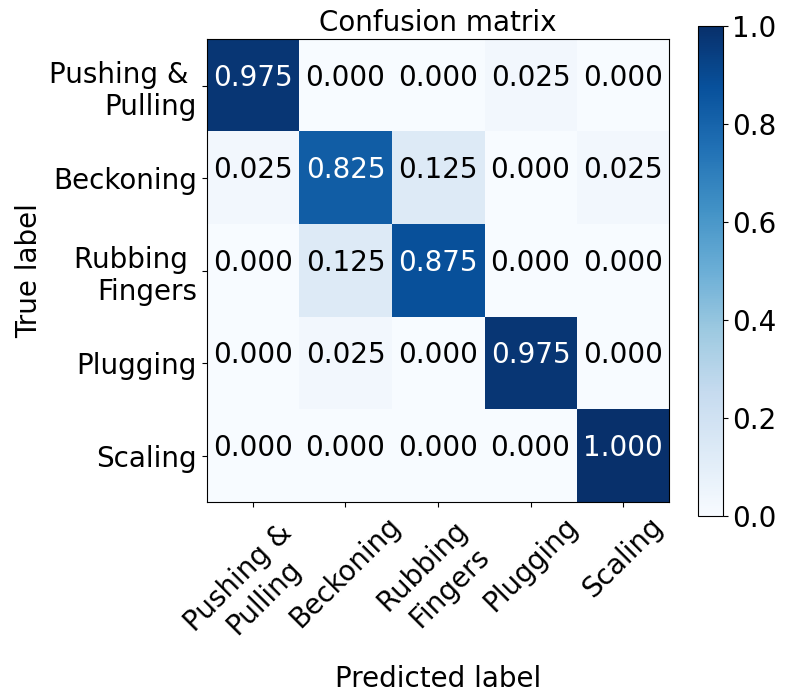 Confusion matrix
Pushing &
Pulling
0.975 0.000 0.000 0.025 0.000
Beckoning
0.025 0.825 0.125 0.000 0.025
Rubbing
Fingers
0.000 0.125 0.875 0.000 0.000
Plugging
0.000 0.025 0.000 0.975 0.000
Scaling
0.000 0.000 0.000 0.000 1.000
True label
Pushing &
Pulling
Beckoning
Rubbing
Fingers
Plugging
Scaling
Predicted label
1.0
0.8
0.6
0.4
0.2
0.0